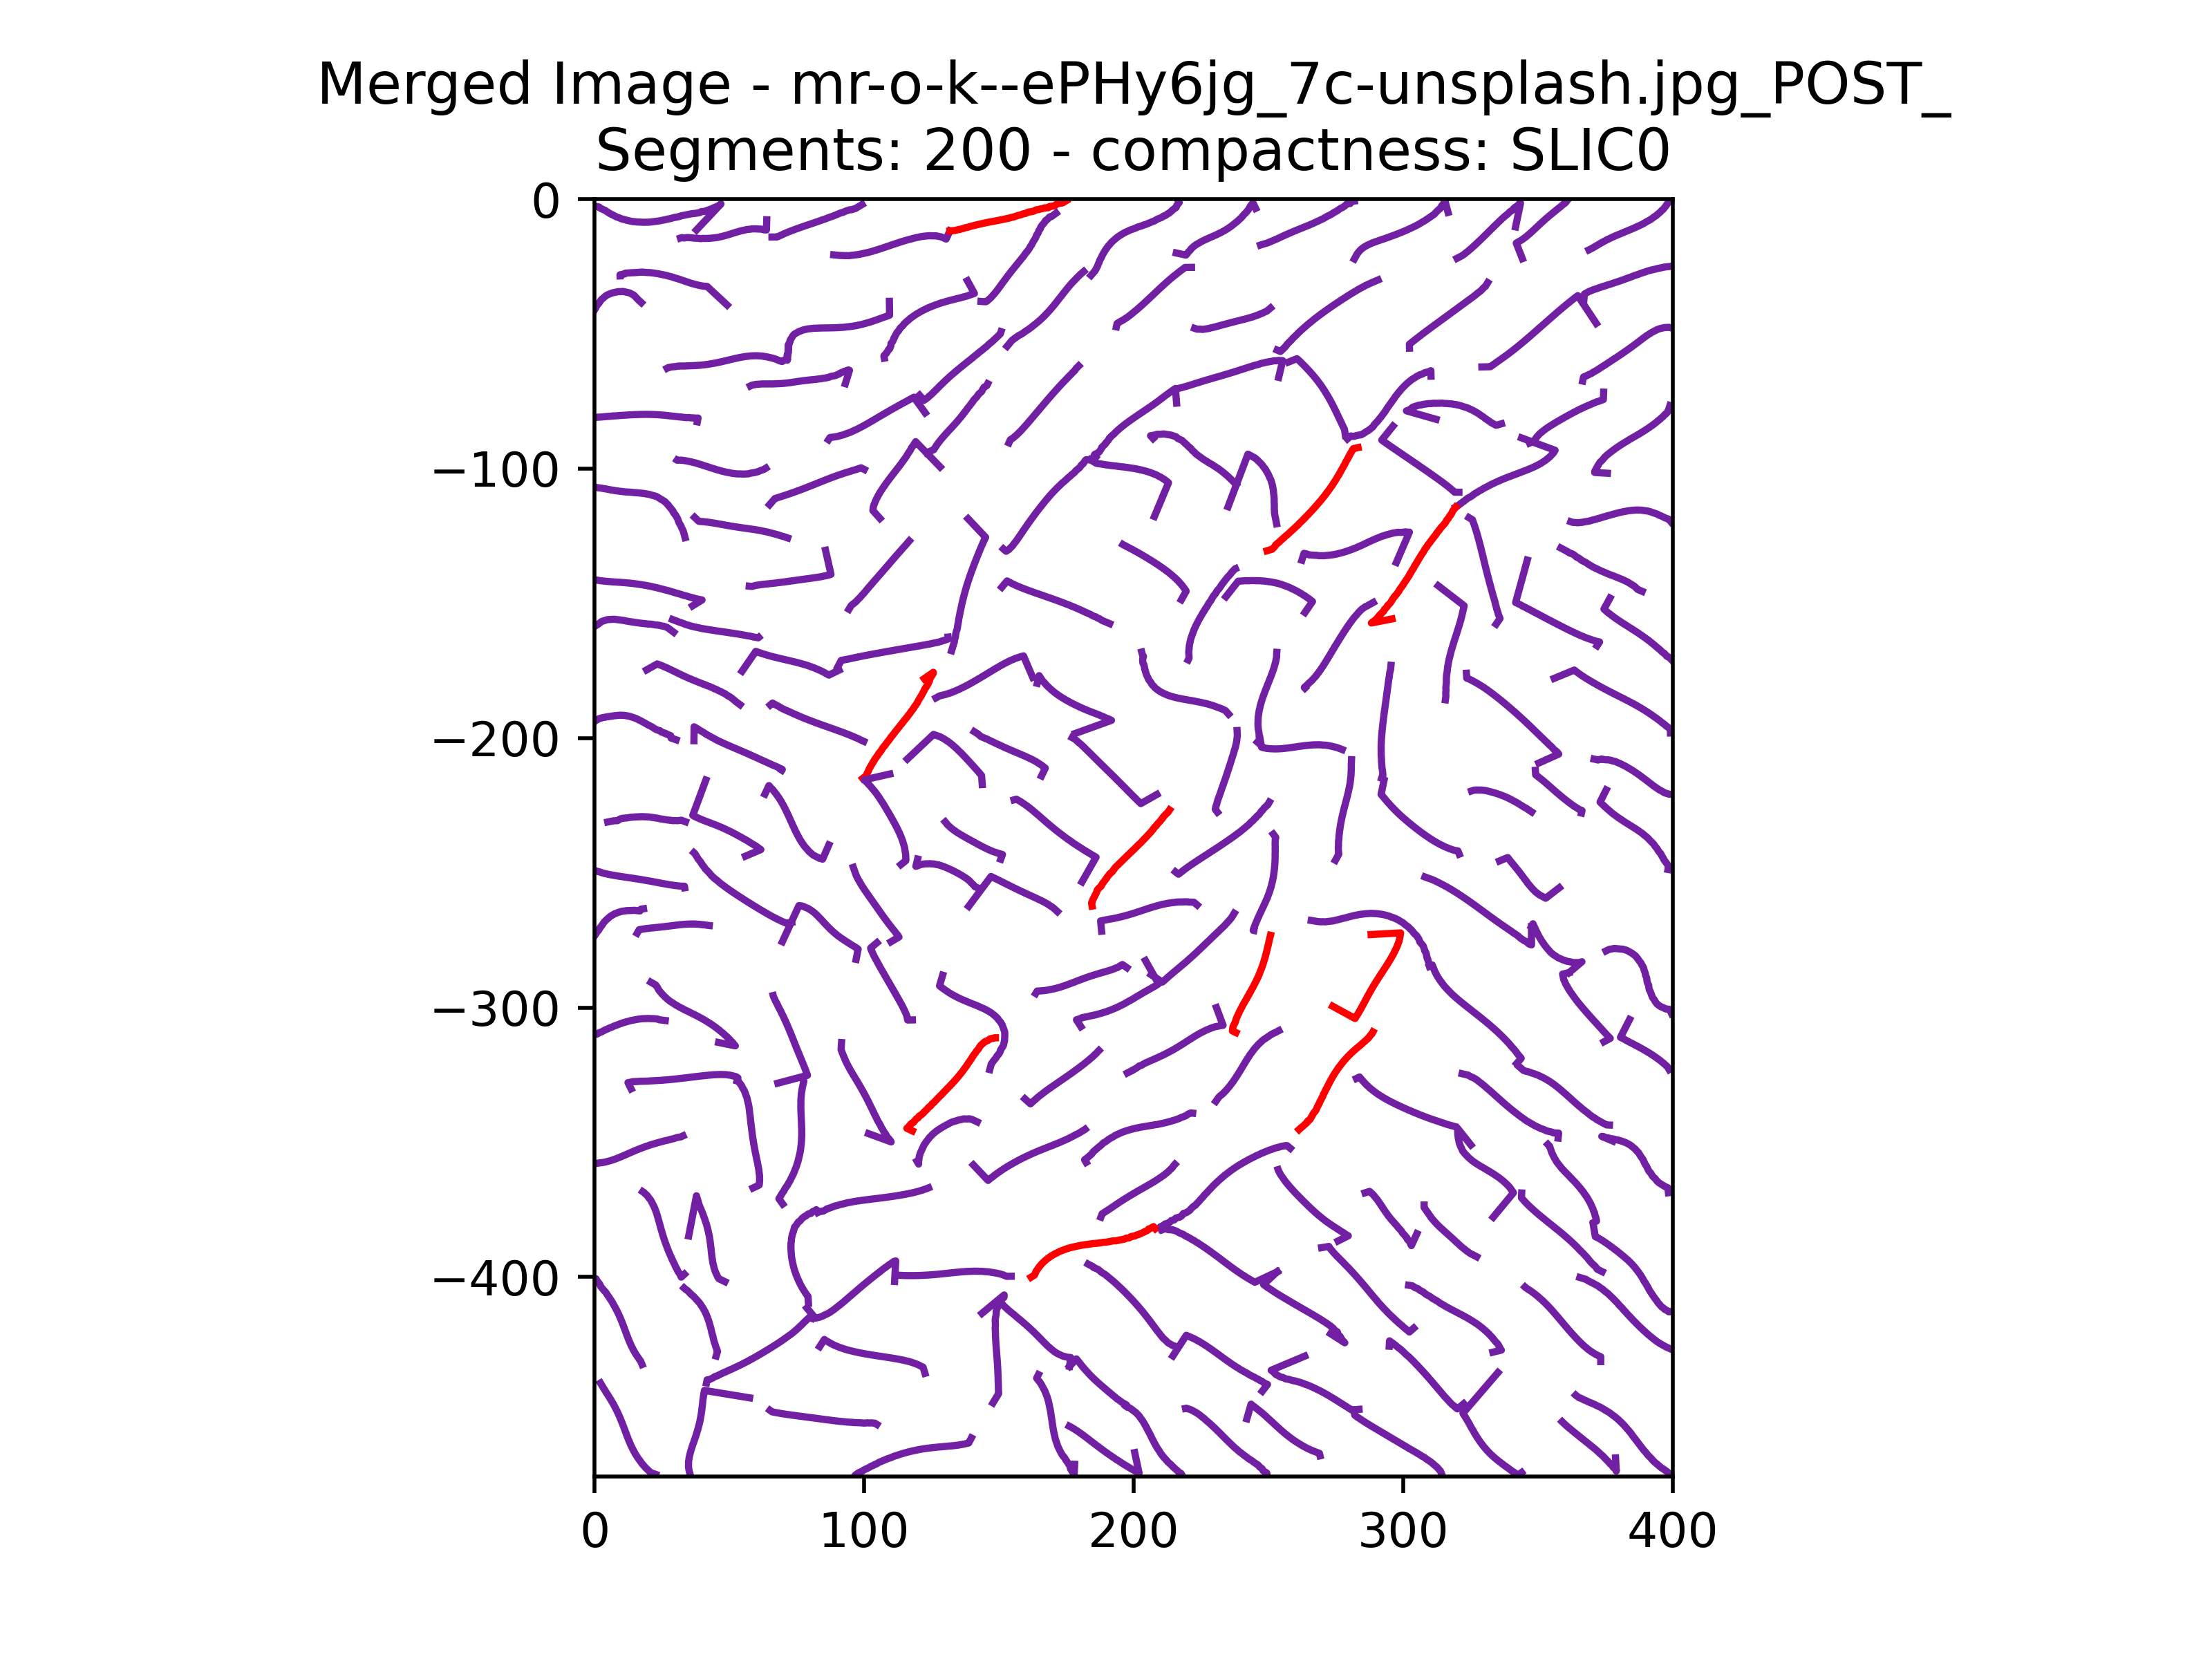 Merged Image - mr-o-k--ePHy6jg_7c-unsplash.jpg_POST_
Segments: 200 - compactness: SLIC0
0
−100
−200
−300
−400
0 100 200 300 400